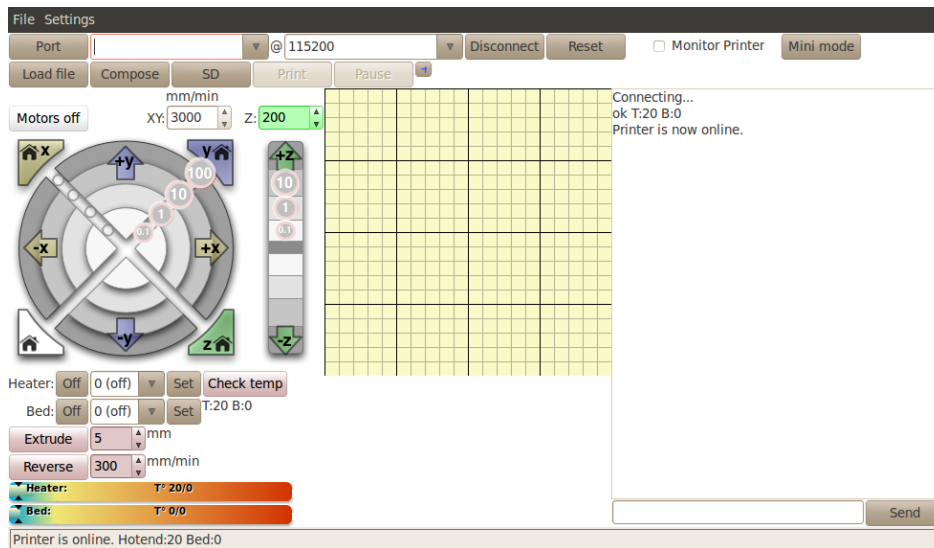 File Settings
Port @ 115200 Disconnect Reset Monitor Printer Mini mode
Load file Compose SD Print Pause
mm/min
Motors off XY: 3000 Z: 200
Connecting...
ok T:20 B:0
Printer is now online.
x +y y +z
100
10 10
1 1
0.1 0.1
-x +x
-y z -z
Heater: Off 0 (off) Set Check temp
Bed: Off 0 (off) Set T:20 B:0
Extrude 5 mm
Reverse 300 mm/min
Heater: T° 20/0
Bed: T° 0/0
Send
Printer is online. Hotend:20 Bed:0